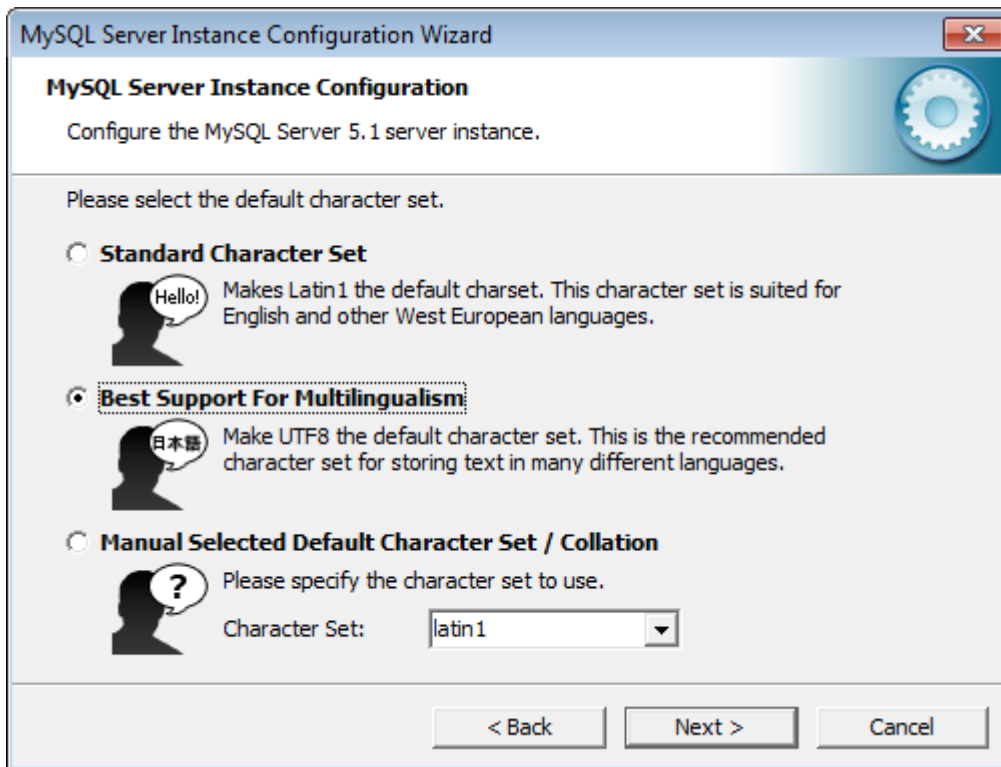 MySQL Server Instance Configuration Wizard
MySQL Server Instance Configuration
Configure the MySQL Server 5.1 server instance.
Please select the default character set.
Standard Character Set
Hello!
Makes Latin1 the default charset. This character set is suited for
English and other West European languages.
Best Support For Multilingualism
日本語
Make UTF8 the default character set. This is the recommended
character set for storing text in many different languages.
Manual Selected Default Character Set / Collation
?
Please specify the character set to use.
Character Set: latin1
< Back Next > Cancel